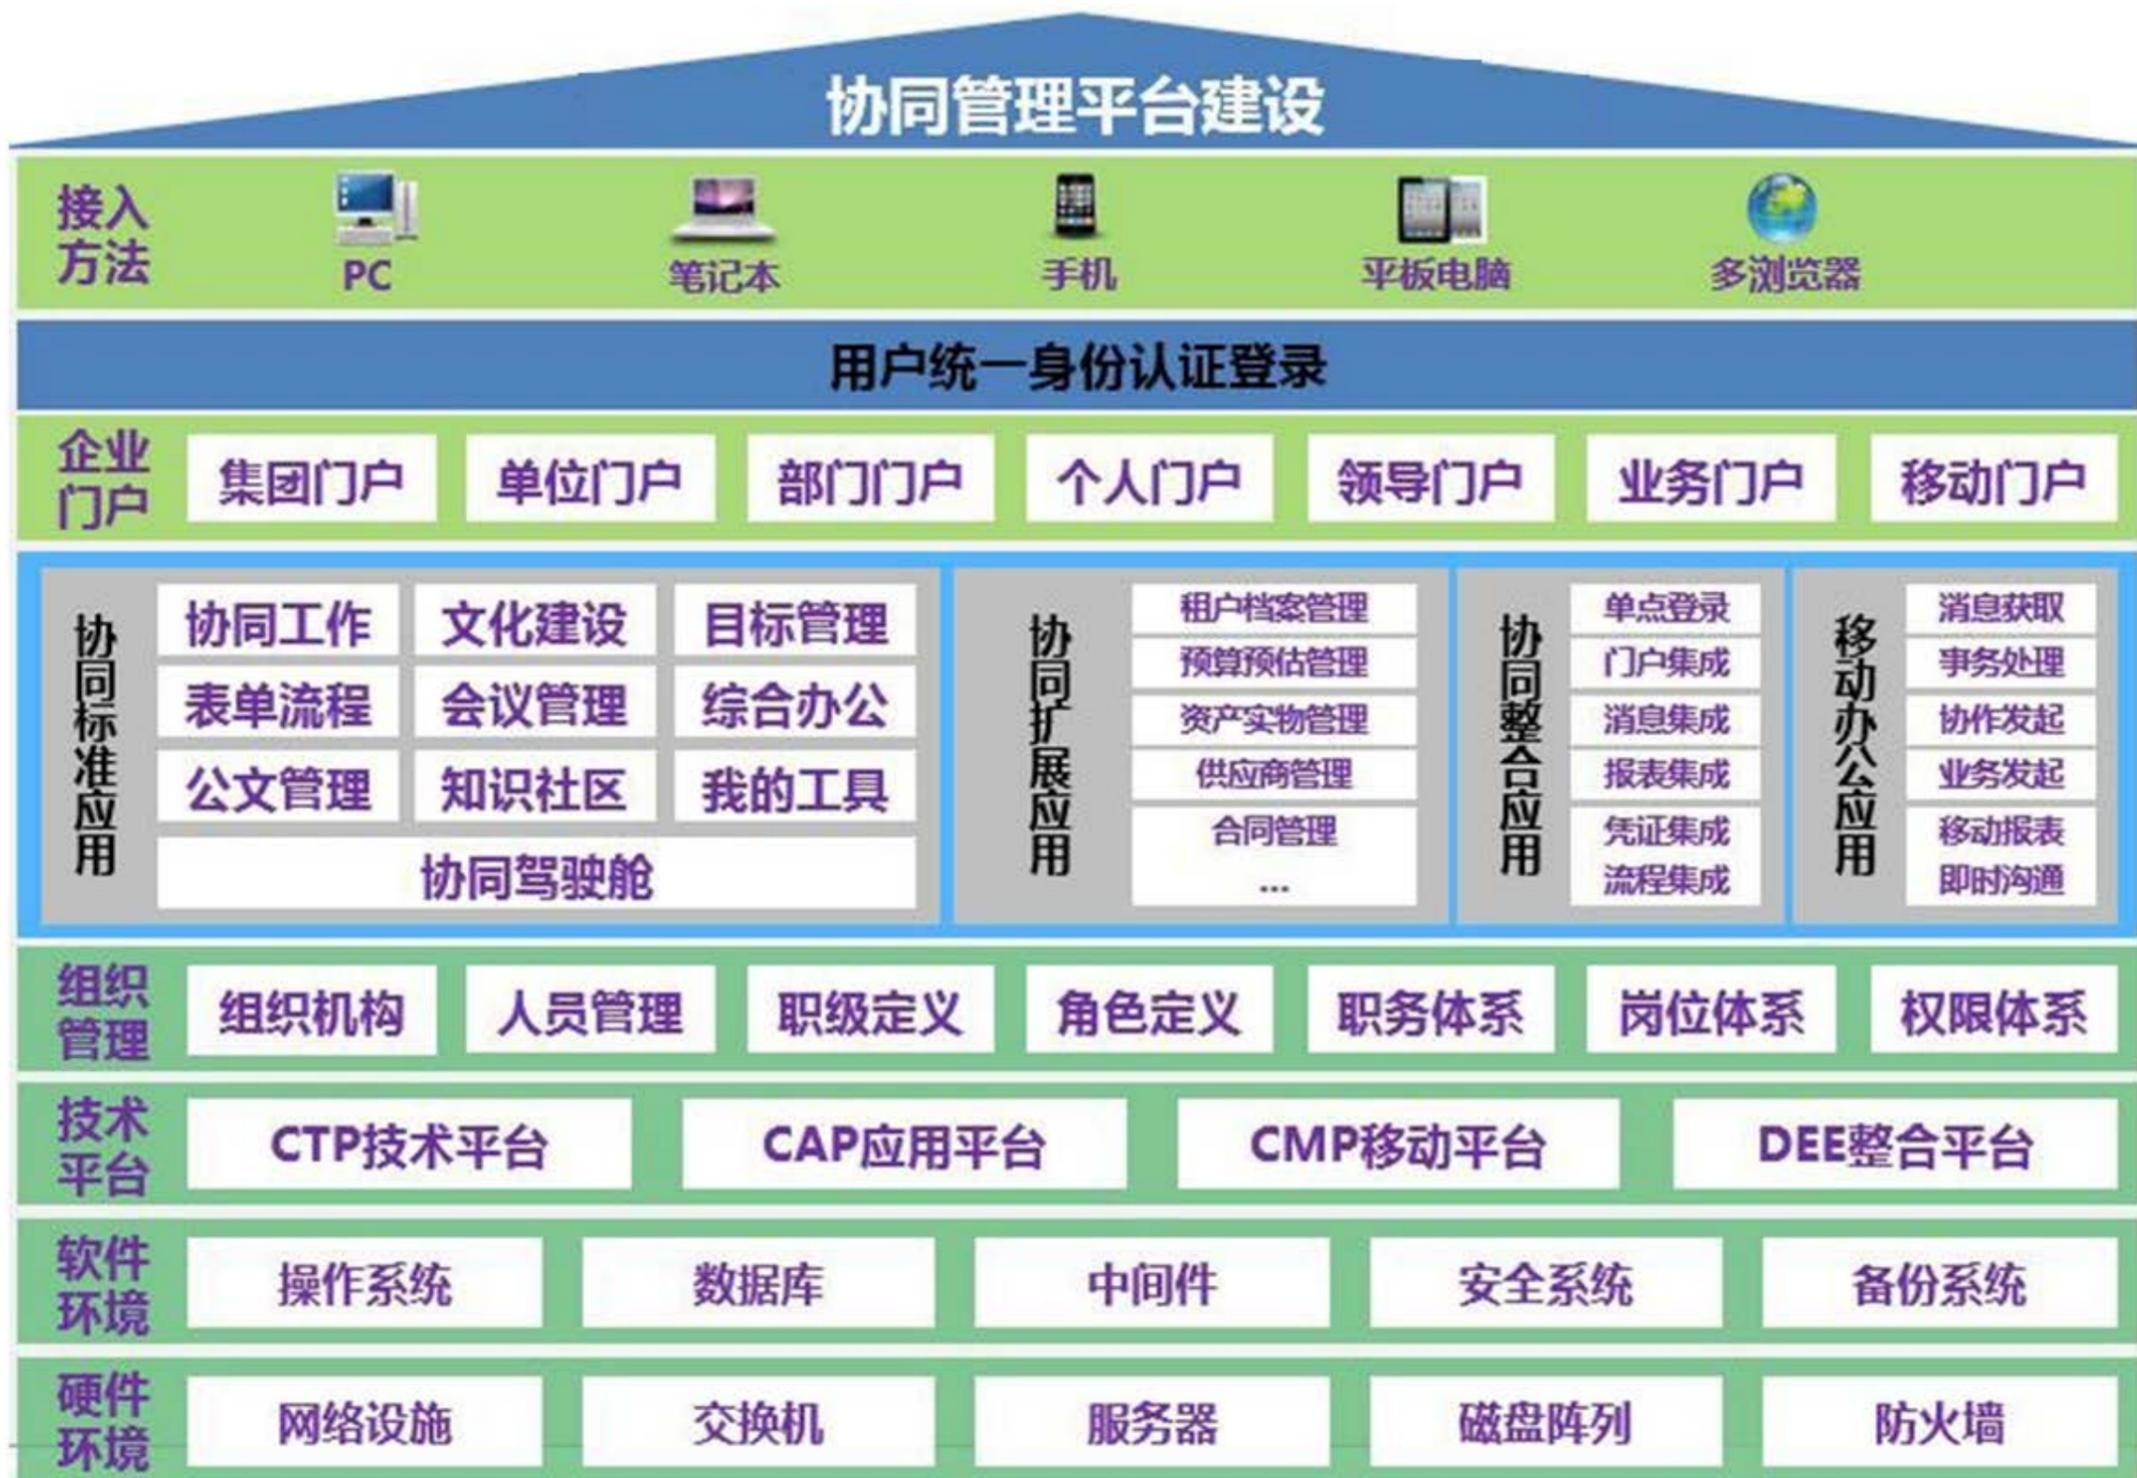 协同管理平台建设
接入
方法
PC
笔记本
手机
平板电脑
多浏览器
用户统一身份认证登录
企业
门户
集团门户
单位门户
部门门户
个人门户
领导门户
业务门户
移动门户
协同标准应用
协同工作
文化建设
目标管理
表单流程
会议管理
综合办公
公文管理
知识社区
我的工具
协同驾驶舱
协同扩展应用
租户档案管理
预算预估管理
资产实物管理
供应商管理
合同管理
...
协同整合应用
单点登录
门户集成
消息集成
报表集成
凭证集成
流程集成
移动办公应用
消息获取
事务处理
协作发起
业务发起
移动报表
即时沟通
组织
管理
组织机构
人员管理
职级定义
角色定义
职务体系
岗位体系
权限体系
技术
平台
CTP技术平台
CAP应用平台
CMP移动平台
DEE整合平台
软件
环境
操作系统
数据库
中间件
安全系统
备份系统
硬件
环境
网络设施
交换机
服务器
磁盘阵列
防火墙